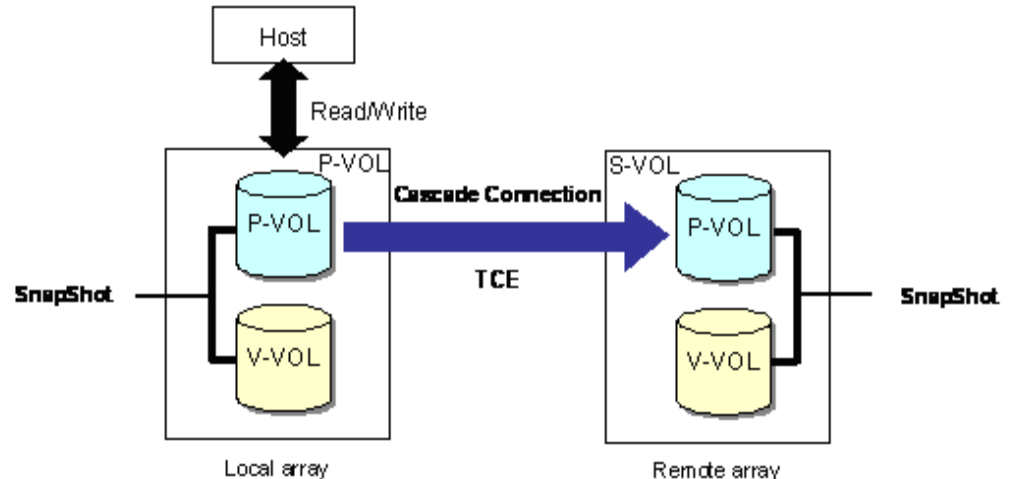 Host
Read/Write
P-VOL
S-VOL
Cascade Connection
P-VOL
P-VOL
TCE
SnapShot
SnapShot
V-VOL
V-VOL
Local array
Remote array